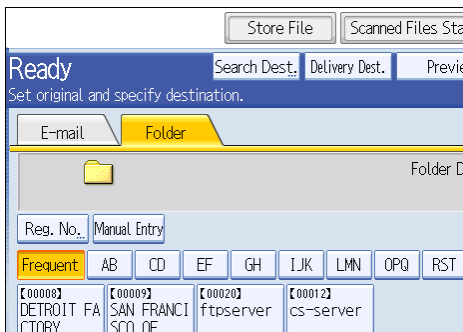 Store File Scanned Files Sta
Ready Search Dest. Delivery Dest. Previe
Set original and specify destination.
E-mail Folder
Folder D
Reg. No. Manual Entry
Frequent AB CD EF GH IJK LMN OPQ RST
[00008] [00009] [00020] [00012]
DETROIT FA SAN FRANCI ftpserver cs-server
CTORY SCO OF